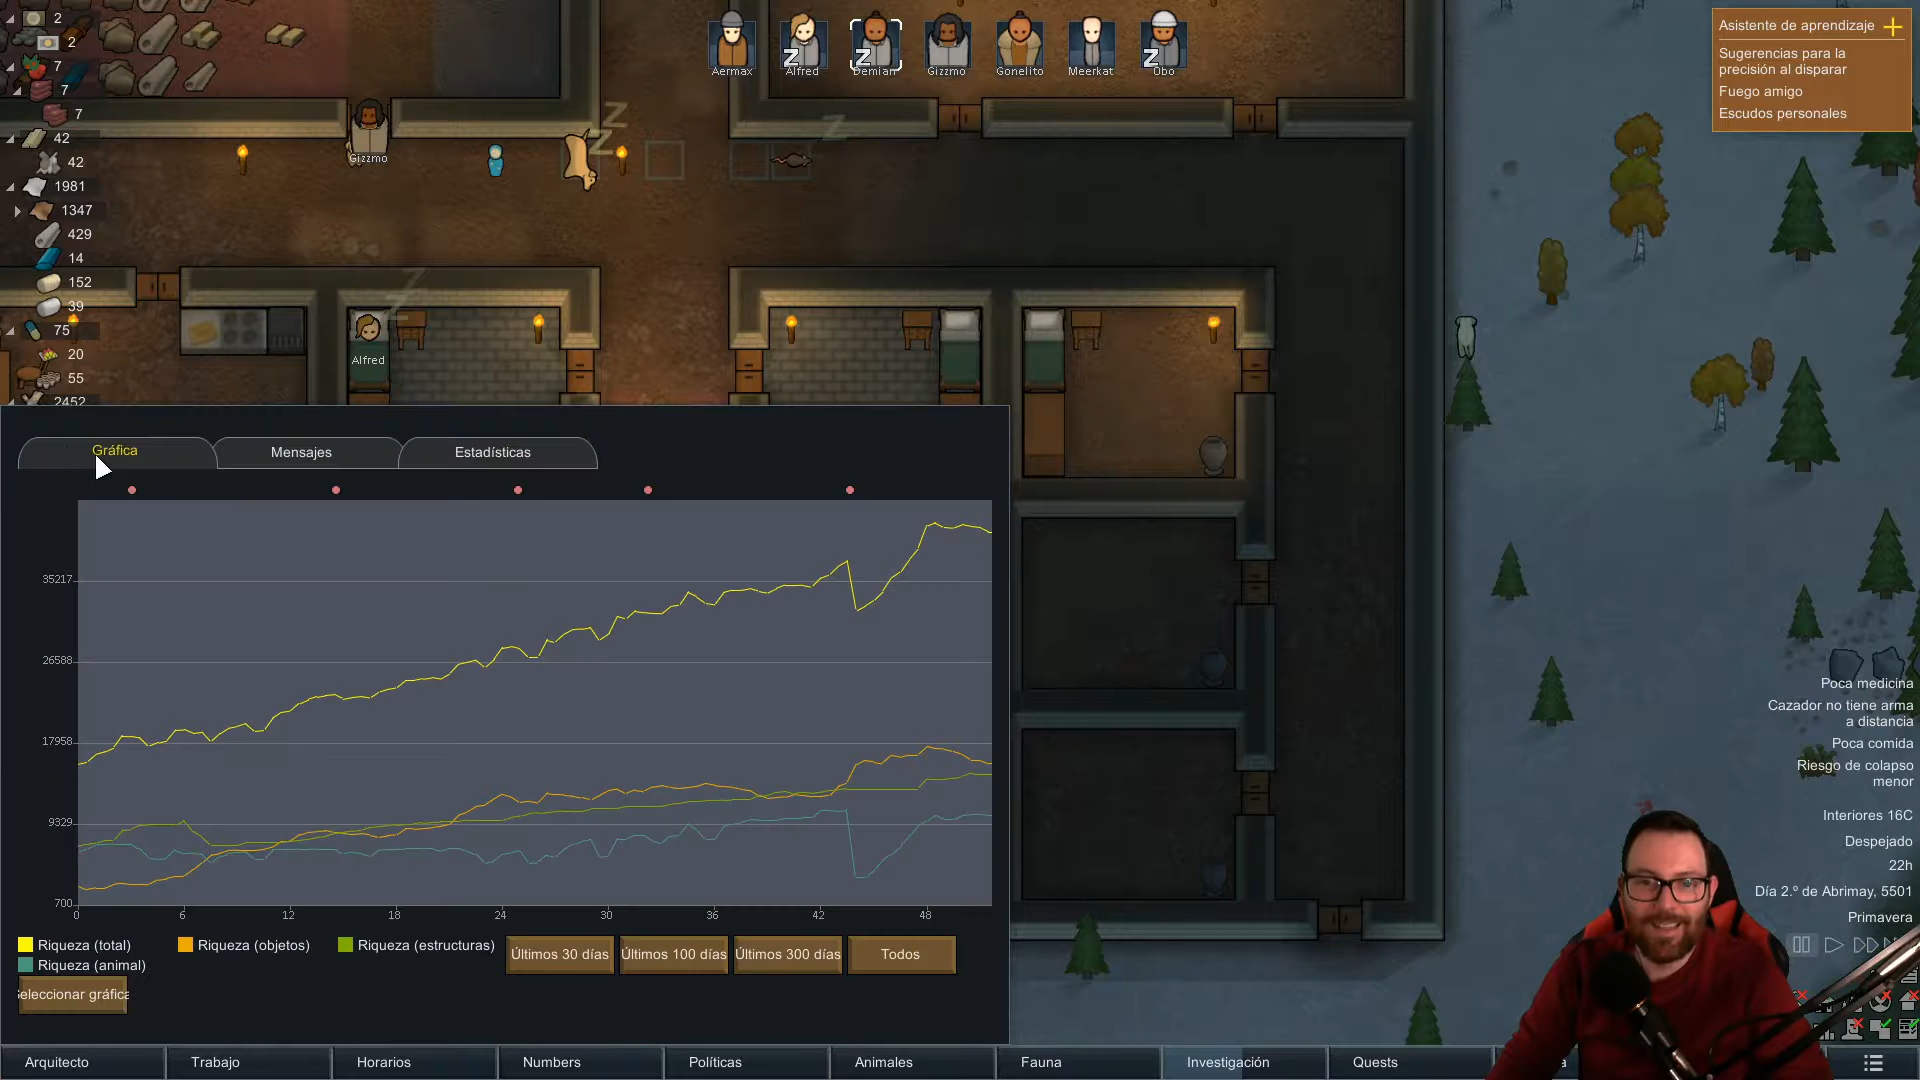 2
2
7
7
7
42
42
1981
1347
429
14
152
39
75
20
55
2452
Aermax
Alfred
Demian
Gizzmo
Gonelito
Meerkat
Obo
Z
Z
Z
Asistente de aprendizaje
Sugerencias para la
precisión al disparar
Fuego amigo
Escudos personales
Gizzmo
Alfred
Gráfica
Mensajes
Estadísticas
35217
26588
17958
9329
700
0
6
12
18
24
30
36
42
48
Riqueza (total)
Riqueza (objetos)
Riqueza (estructuras)
Riqueza (animal)
Últimos 30 días
Últimos 100 días
Últimos 300 días
Todos
eleccionar gráfica
Poca medicina
Cazador no tiene arma
a distancia
Poca comida
Riesgo de colapso
menor
Interiores 16C
Despejado
22h
Día 2.º de Abrimay, 5501
Primavera
Arquitecto
Trabajo
Horarios
Numbers
Políticas
Animales
Fauna
Investigación
Quests
a